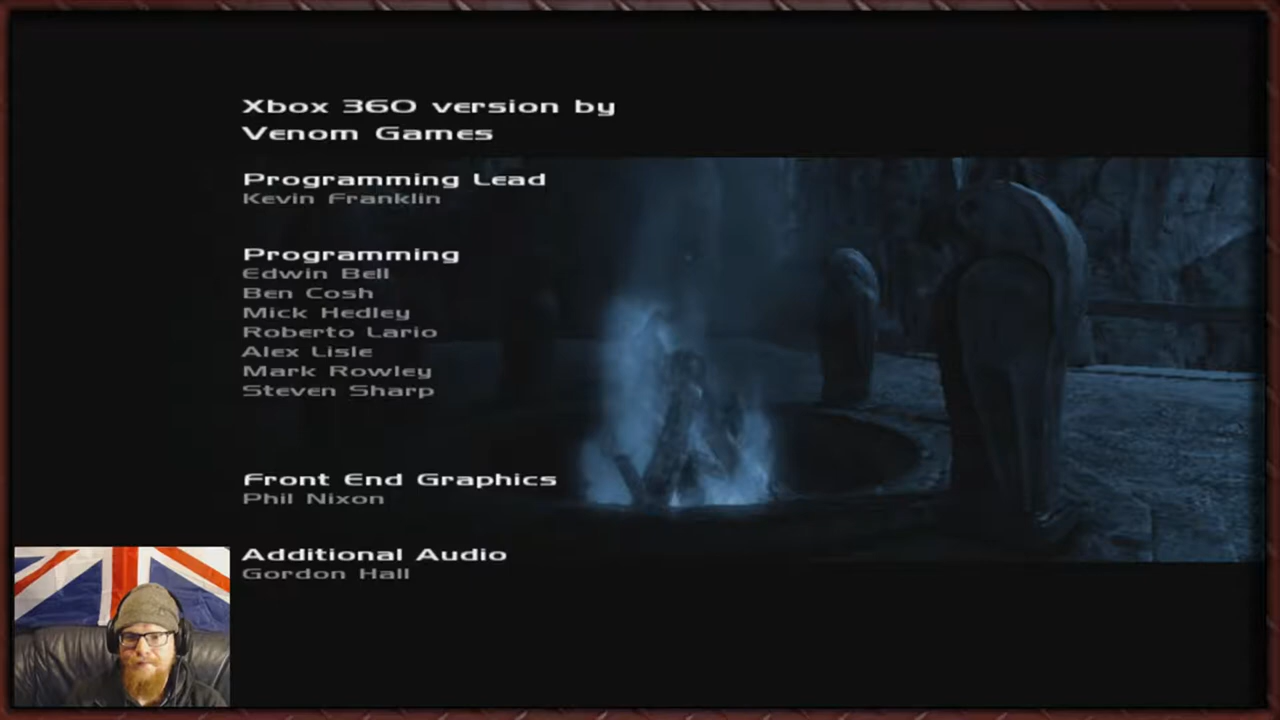 Xbox 360 version by
Venom Games
Programming Lead
Kevin Franklin
Programming
Edwin Bell
Ben Cosh
Mick Hedley
Roberto Lario
Alex Lisle
Mark Rowley
Steven Sharp
Front End Graphics
Phil Nixon
Additional Audio
Gordon Hall